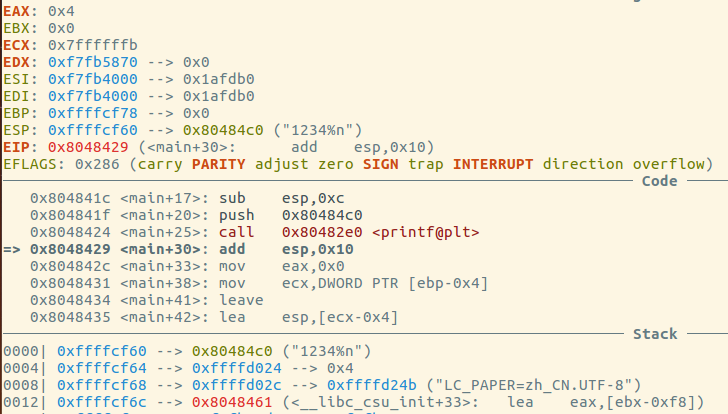 EAX: 0x4
EBX: 0x0
ECX: 0x7ffffffb
EDX: 0xf7fb5870 --> 0x0
ESI: 0xf7fb4000 --> 0x1afdb0
EDI: 0xf7fb4000 --> 0x1afdb0
EBP: 0xffffcf78 --> 0x0
ESP: 0xffffcf60 --> 0x80484c0 ("1234%n")
EIP: 0x8048429 (<main+30>: add esp,0x10)
EFLAGS: 0x286 (carry PARITY adjust zero SIGN trap INTERRUPT direction overflow)
Code
0x804841c <main+17>: sub esp,0xc
0x804841f <main+20>: push 0x80484c0
0x8048424 <main+25>: call 0x80482e0 <printf@plt>
=> 0x8048429 <main+30>: add esp,0x10
0x804842c <main+33>: mov eax,0x0
0x8048431 <main+38>: mov ecx,DWORD PTR [ebp-0x4]
0x8048434 <main+41>: leave
0x8048435 <main+42>: lea esp,[ecx-0x4]
Stack
0000| 0xffffcf60 --> 0x80484c0 ("1234%n")
0004| 0xffffcf64 --> 0xffffd024 --> 0x4
0008| 0xffffcf68 --> 0xffffd02c --> 0xffffd24b ("LC_PAPER=zh_CN.UTF-8")
0012| 0xffffcf6c --> 0x8048461 (<__libc_csu_init+33>: lea eax,[ebx-0xf8])